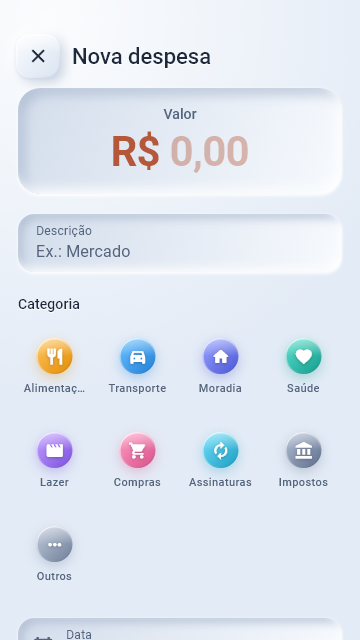 Nova despesa
Valor
R$ 0,00
Descrição
Ex.: Mercado
Categoria
Alimentaç…
Transporte
Moradia
Saúde
Lazer
Compras
Assinaturas
Impostos
Outros
Data